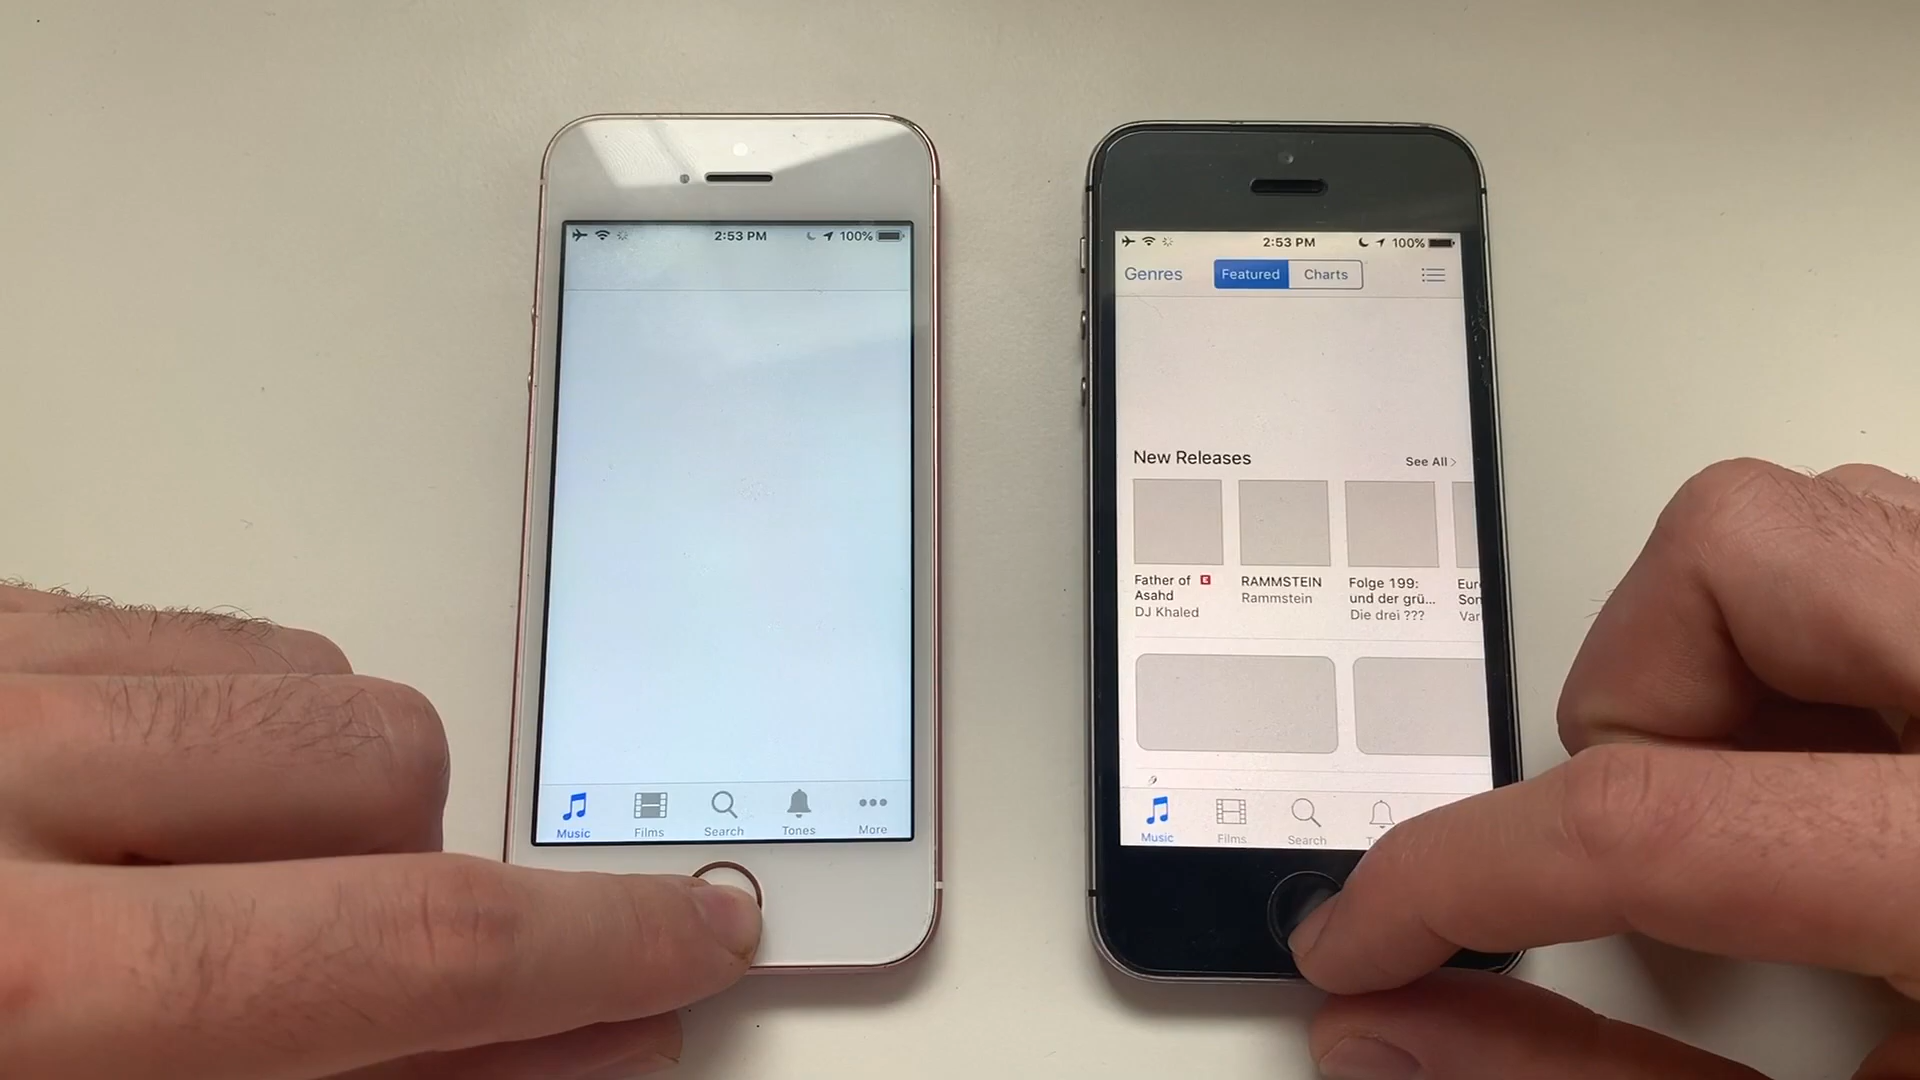 2:53 PM
100%
Music
Films
Search
Tones
More
2:53 PM
100%
Genres
Featured
Charts
New Releases
See All
Father of E
Asahd
DJ Khaled
RAMMSTEIN
Rammstein
Folge 199:
und der grü...
Die drei ???
Music
Films
Search